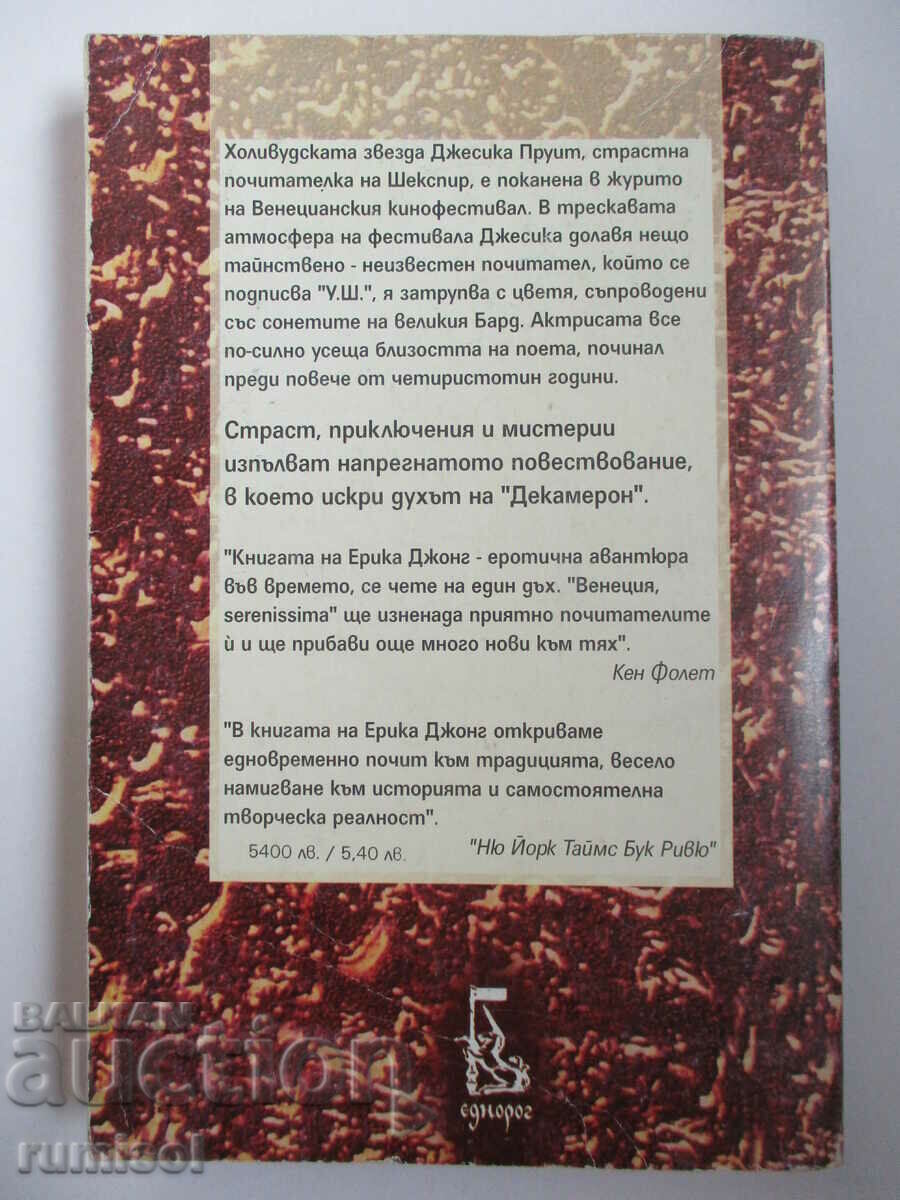 Холивудската звезда Джесика Пруит, страстна
почитателка на Шекспир, е поканена в журито
на Венецианския кинофестивал. В трескавата
атмосфера на фестивала Джесика долавя нещо
тайнствено - неизвестен почитател, който се
подписва "У.Ш.", я затрупва с цветя, съпроводени
със сонетите на великия Бард. Актрисата все
по-силно усеща близостта на поета, починал
преди повече от четиристотин години.
Страст, приключения и мистерии
изпълват напрегнатото повествование,
в което искри духът на "Декамерон".
"Книгата на Ерика Джонг - еротична авантюра
във времето, се чете на един дъх. "Венеция,
serenissima" ще изненада приятно почитателите
ѝ и ще прибави още много нови към тях".
Кен Фолет
"В книгата на Ерика Джонг откриваме
едновременно почит към традицията, весело
намигване към историята и самостоятелна
творческа реалност".
5400 лв. / 5,40 лв.
"Ню Йорк Таймс Бук Ривю"
еднорог
BALKAN
auction
rumisol